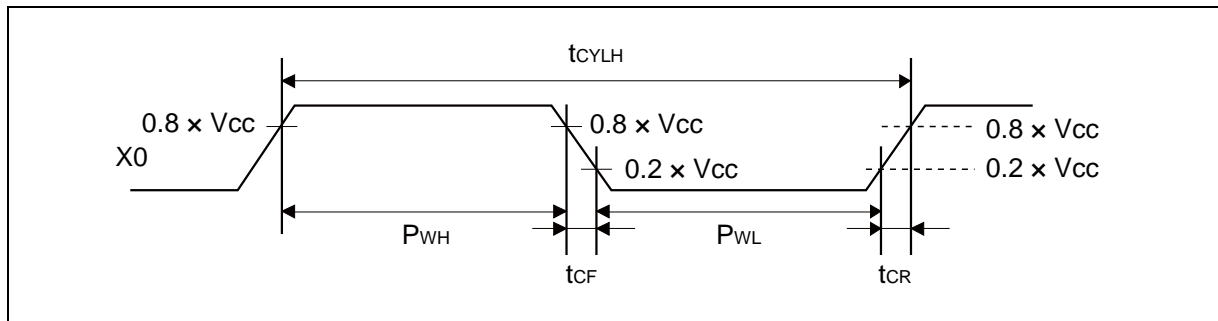 tCYLH
0.8 × VCC
0.8 × VCC
0.8 × VCC
X0
0.2 × VCC
0.2 × VCC
PWH
PWL
tCF
tCR